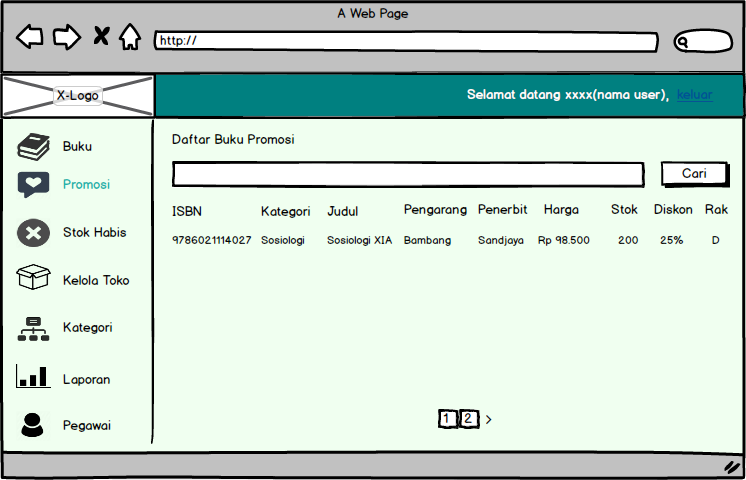 A Web Page
http://
X-Logo
Selamat datang xxxx(nama user), keluar
Buku
Promosi
Stok Habis
Kelola Toko
Kategori
Laporan
Pegawai
Daftar Buku Promosi
Cari
ISBN Kategori Judul Pengarang Penerbit Harga Stok Diskon Rak
9786021114027 Sosiologi Sosiologi XIA Bambang Sandjaya Rp 98.500 200 25% D
1 2 >